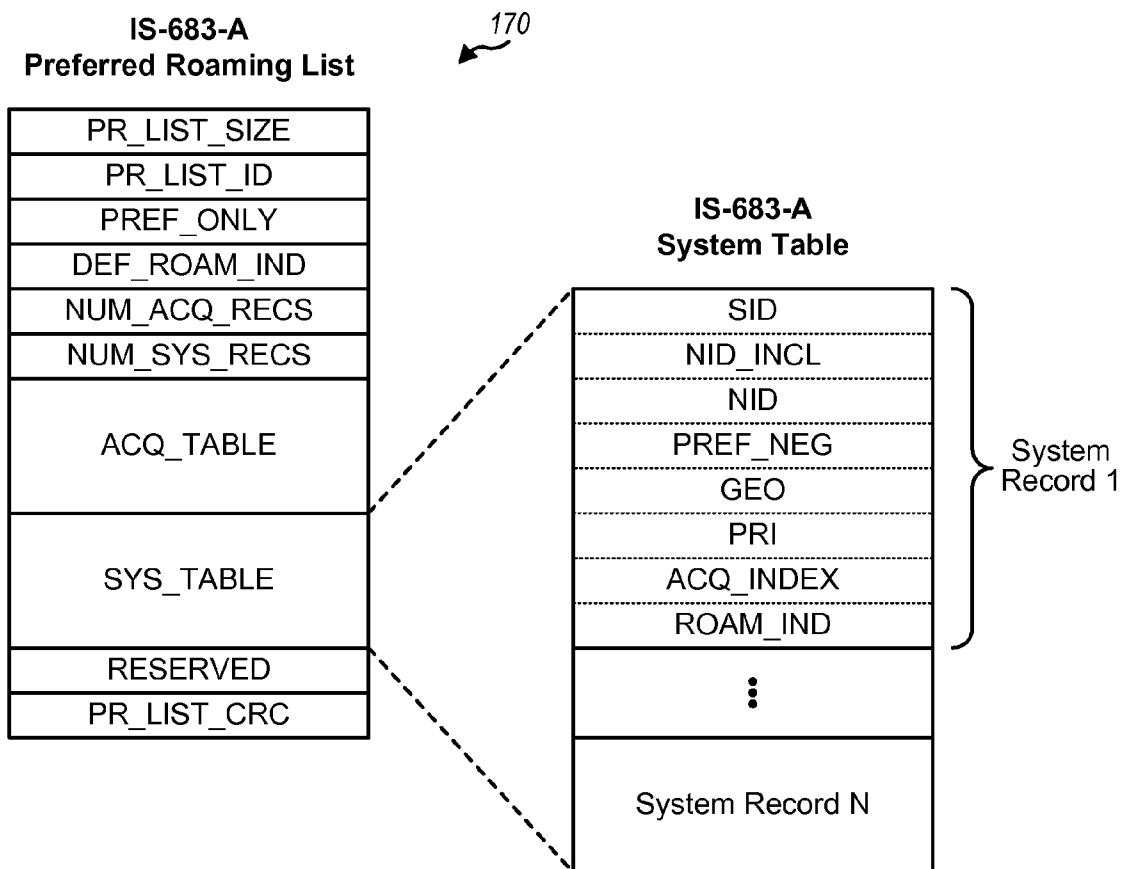 IS-683-A
Preferred Roaming List
170
PR_LIST_SIZE
PR_LIST_ID
PREF_ONLY
DEF_ROAM_IND
NUM_ACQ_RECS
NUM_SYS_RECS
ACQ_TABLE
SYS_TABLE
RESERVED
PR_LIST_CRC
IS-683-A
System Table
SID
NID_INCL
NID
PREF_NEG
GEO
PRI
ACQ_INDEX
ROAM_IND
System Record N
System
Record 1